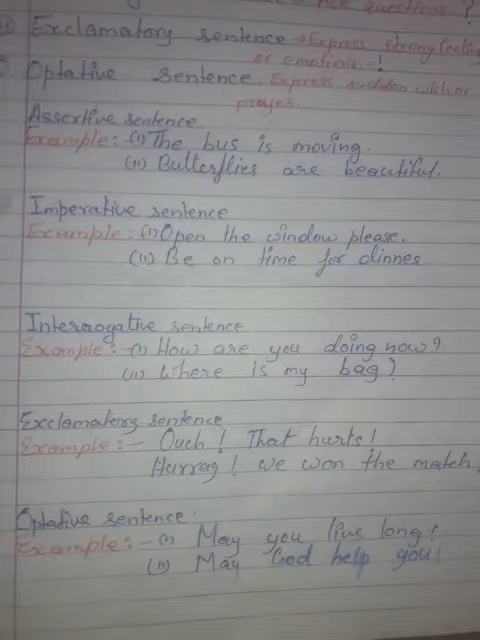 questions ?
Exclamatory sentence → Express strong feelin
or emotions - !
Optative sentence. Express sudden wish or
prayer.
Assertive sentence
Example : (i) The bus is moving.
(ii) Butterflies are beautiful.
Imperative sentence
Example : (i) Open the window please.
(ii) Be on time for dinner
Interrogative sentence
Example :- (i) How are you doing now?
(ii) Where is my bag?
Exclamatory sentence
Example :- Ouch! That hurts!
Hurray! We won the match
Optative sentence
Example :- (i) May you live long!
(ii) May God help you!